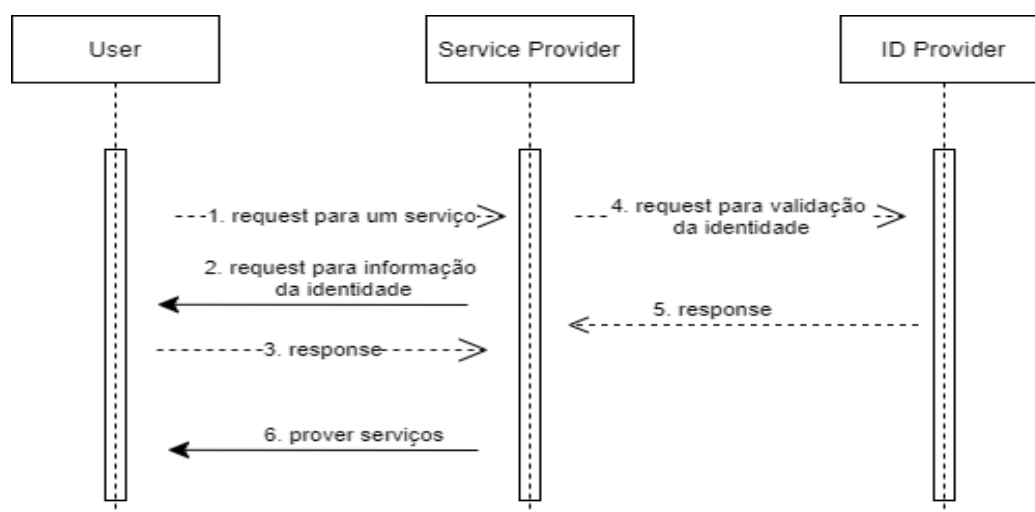 User
Service Provider
ID Provider
1. request para um serviço
4. request para validação
da identidade
2. request para informação
da identidade
5. response
3. response
6. prover serviços